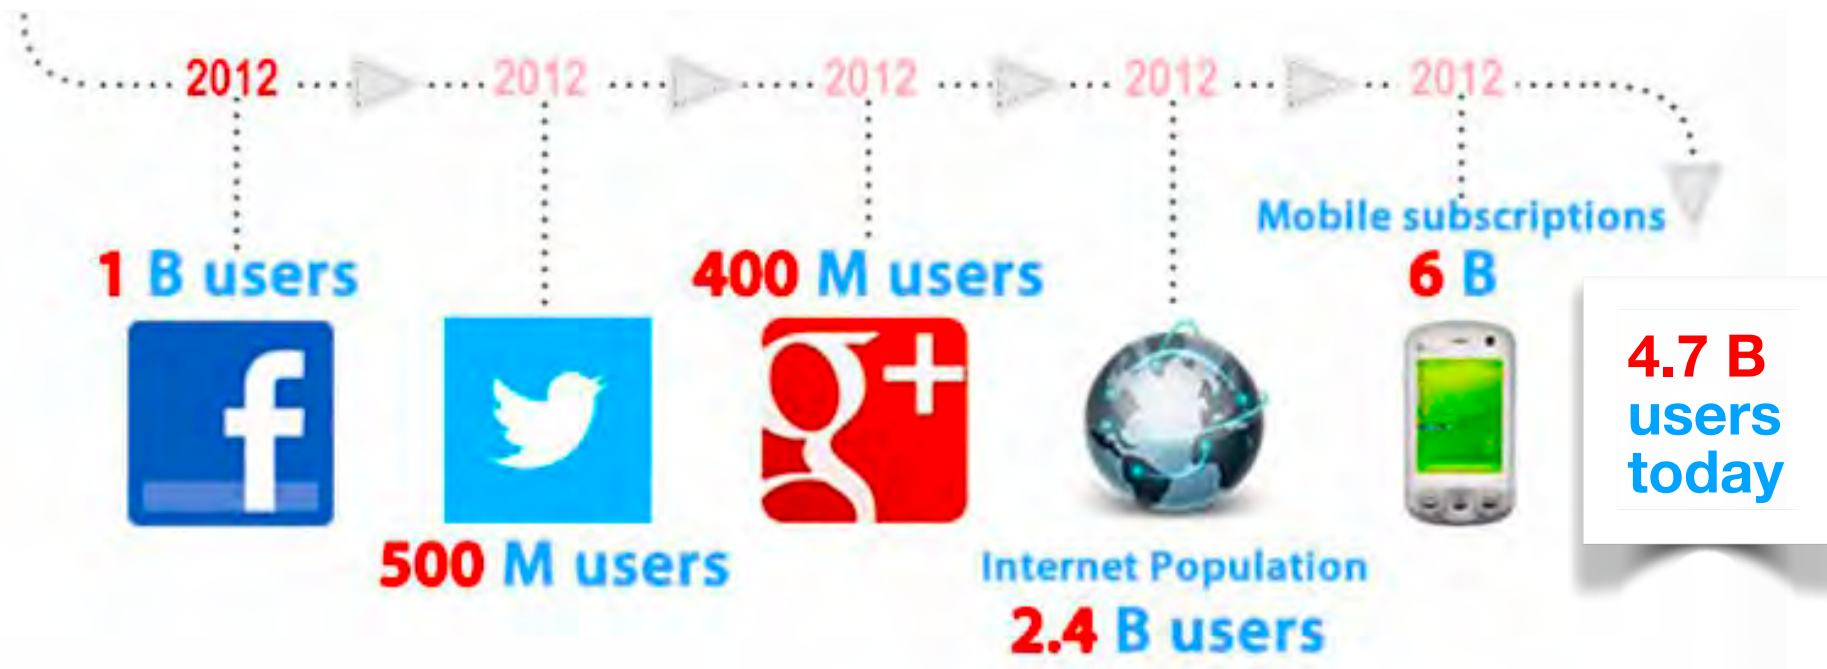 2012
2012
2012
2012
2012
Mobile subscriptions
1 B users
400 M users
6 B
f
g+
4.7 B
users
today
500 M users
Internet Population
2.4 B users